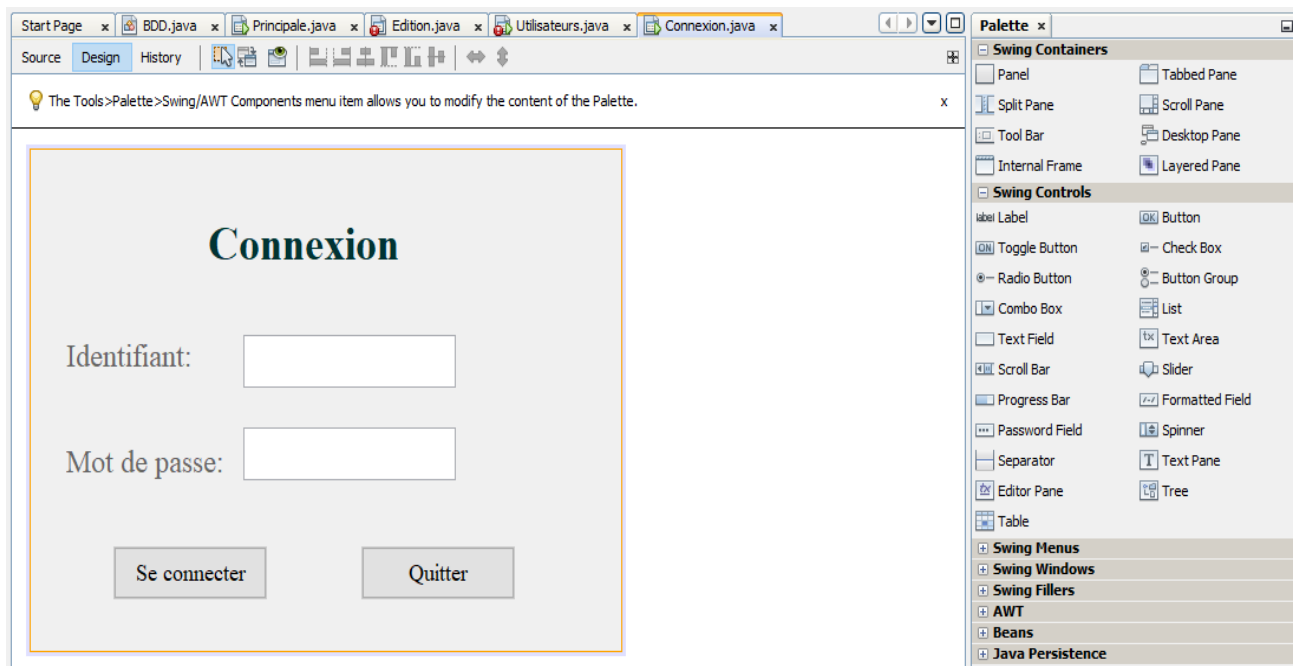 Start Page x BDD.java x Principale.java x Edition.java x Utilisateurs.java x Connexion.java x
Source Design History
The Tools>Palette>Swing/AWT Components menu item allows you to modify the content of the Palette. x
Connexion
Identifiant:
Mot de passe:
Se connecter Quitter
Palette x
Swing Containers
Panel Tabbed Pane
Split Pane Scroll Pane
Tool Bar Desktop Pane
Internal Frame Layered Pane
Swing Controls
label Label OK Button
ON Toggle Button Check Box
Radio Button Button Group
Combo Box List
Text Field tx Text Area
Scroll Bar Slider
Progress Bar Formatted Field
Password Field Spinner
Separator T Text Pane
Editor Pane Tree
Table
Swing Menus
Swing Windows
Swing Fillers
AWT
Beans
Java Persistence